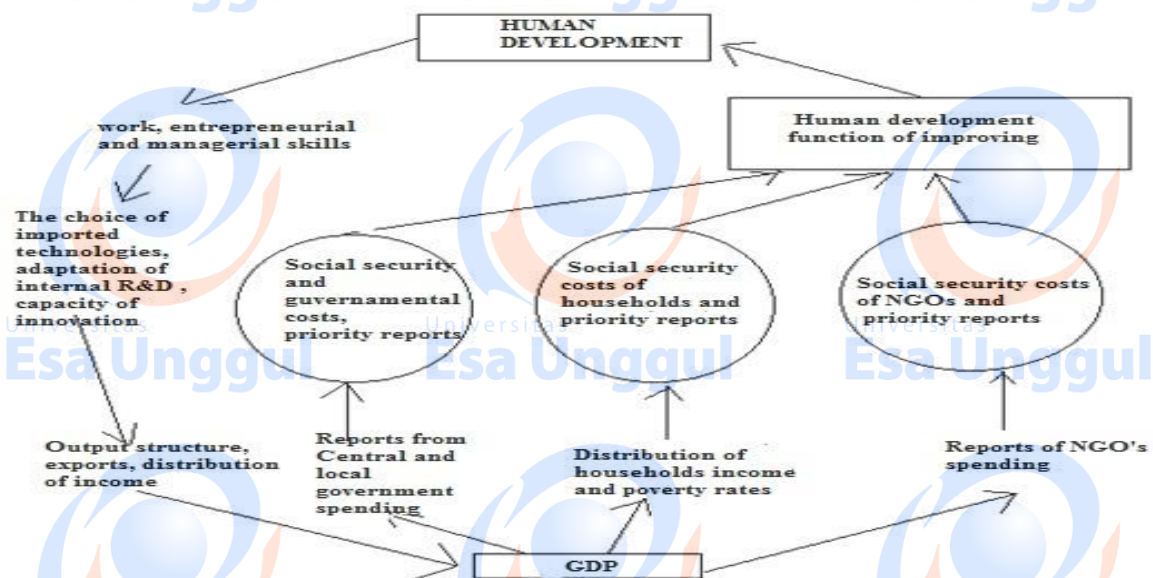 HUMAN
DEVELOPMENT
Human development
function of improving
work, entrepreneurial
and managerial skills
The choice of
imported
technologies,
adaptation of
internal R&D ,
capacity of
innovation
Social security
and
guvernamental
costs,
priority reports
Social security
costs of
households and
priority reports
Social security costs
of NGOs and
priority reports
Universitas
Esa Unggul
Universitas
Esa Unggul
Universitas
Esa Unggul
Output structure,
exports, distribution
of income
Reports from
Central and
local
government
spending
Distribution of
households income
and poverty rates
Reports of NGO's
spending
GDP